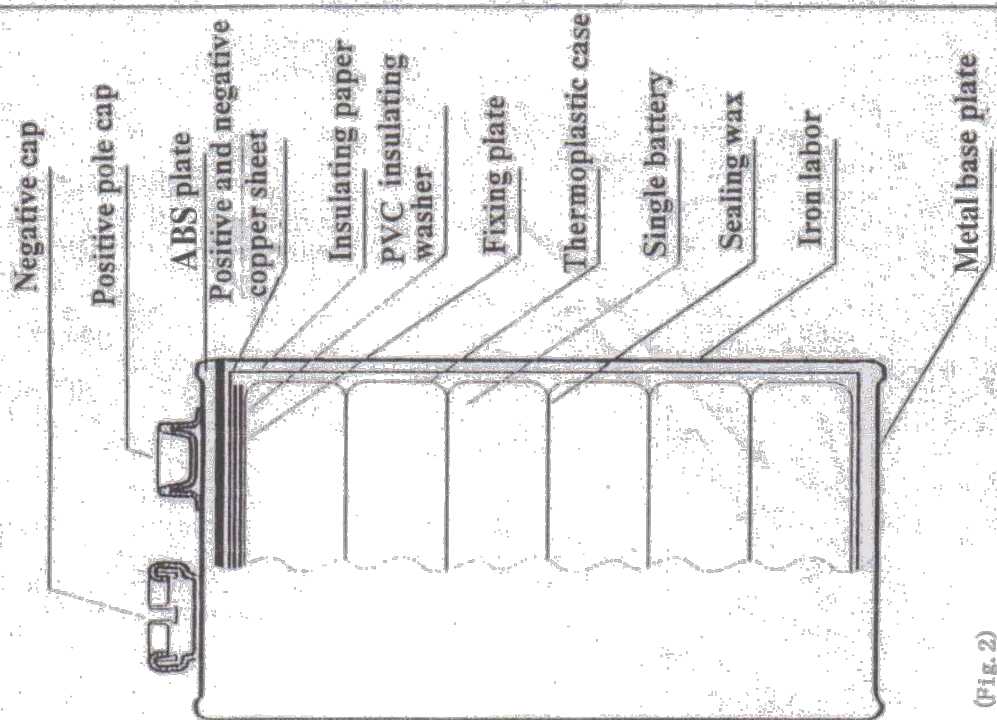 Negative cap
Positive pole cap
ABS plate
Positive and negative
copper sheet
Insulating paper
PVC insulating
washer
Fixing plate
Thermoplastic case
Single battery
Sealing wax
Iron labor
Metal base plate
(Fig. 2)